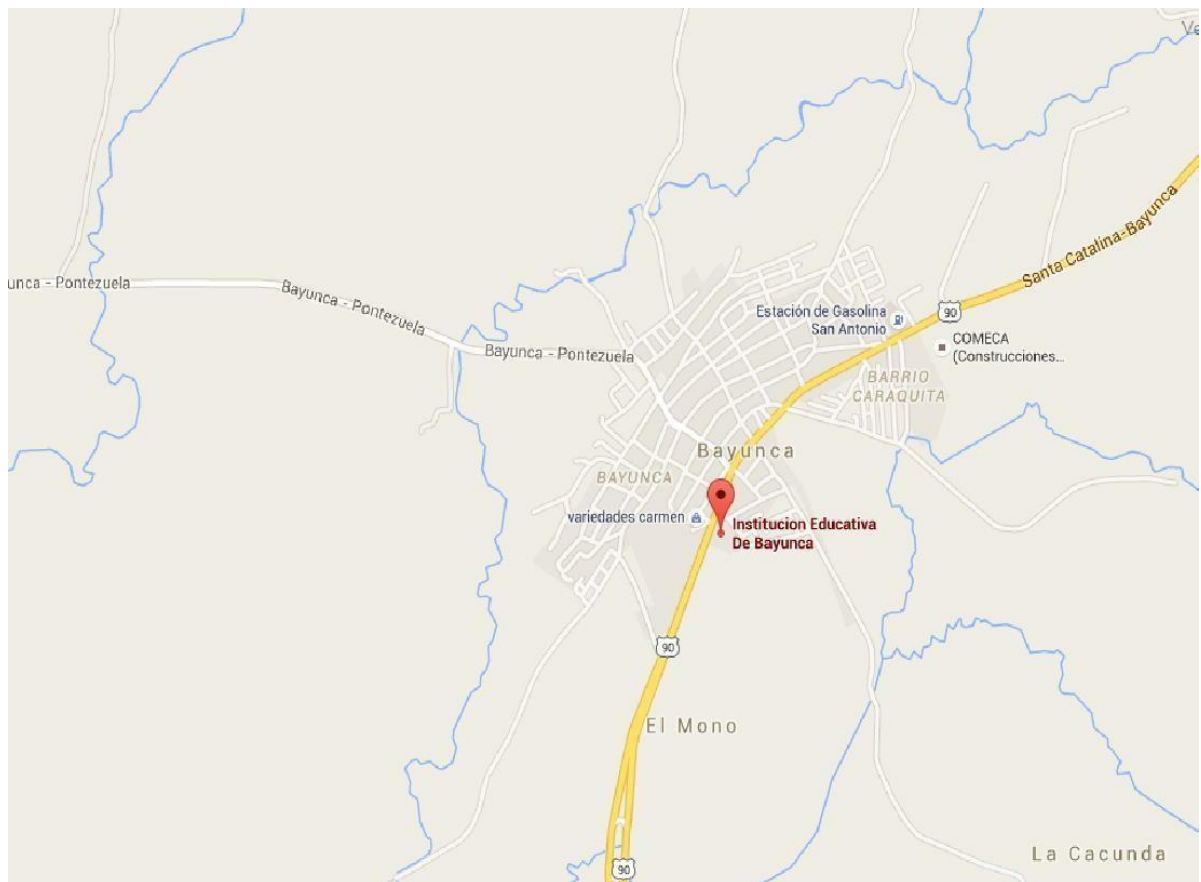 Ve
Santa Catalina-Bayunca
unca - Pontezuela
Bayunca - Pontezuela
Bayunca - Pontezuela
Estación de Gasolina
San Antonio
90
COMECA
(Construcciones...
BARRIO
CARAQUITA
Bayunca
BAYUNCA
variedades carmen
Institucion Educativa
De Bayunca
90
El Mono
La Cacunda
90